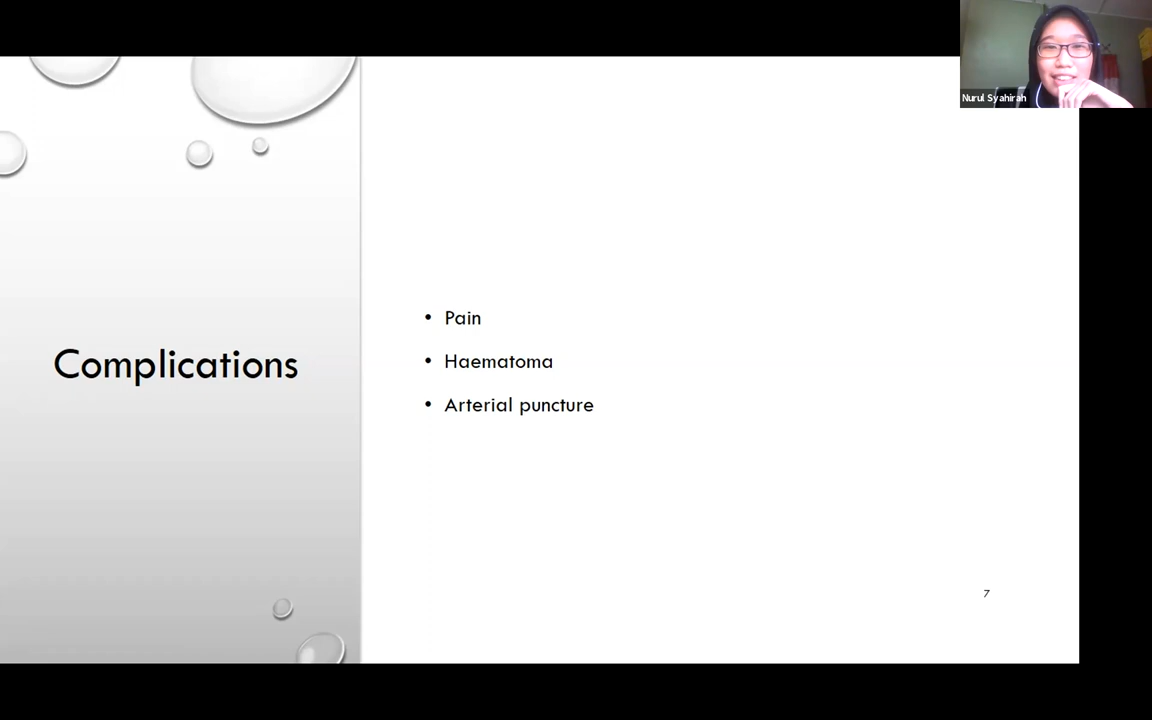 Nurul Syahirah
Complications
• Pain
• Haematoma
• Arterial puncture
7